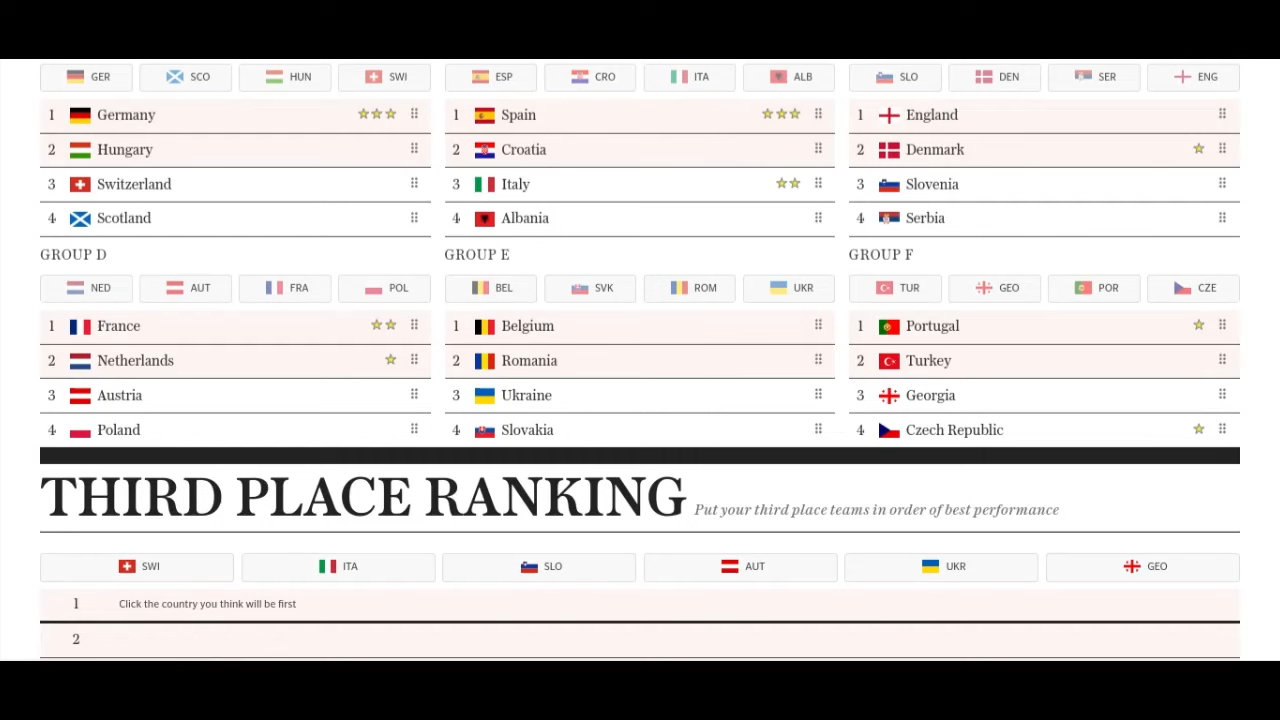 GER SCO HUN SWI ESP CRO ITA ALB SLO DEN SER ENG
1 Germany 1 Spain 1 England
2 Hungary 2 Croatia 2 Denmark
3 Switzerland 3 Italy 3 Slovenia
4 Scotland 4 Albania 4 Serbia
GROUP D GROUP E GROUP F
NED AUT FRA POL BEL SVK ROM UKR TUR GEO POR CZE
1 France 1 Belgium 1 Portugal
2 Netherlands 2 Romania 2 Turkey
3 Austria 3 Ukraine 3 Georgia
4 Poland 4 Slovakia 4 Czech Republic
THIRD PLACE RANKING Put your third place teams in order of best performance
SWI ITA SLO AUT UKR GEO
1 Click the country you think will be first
2